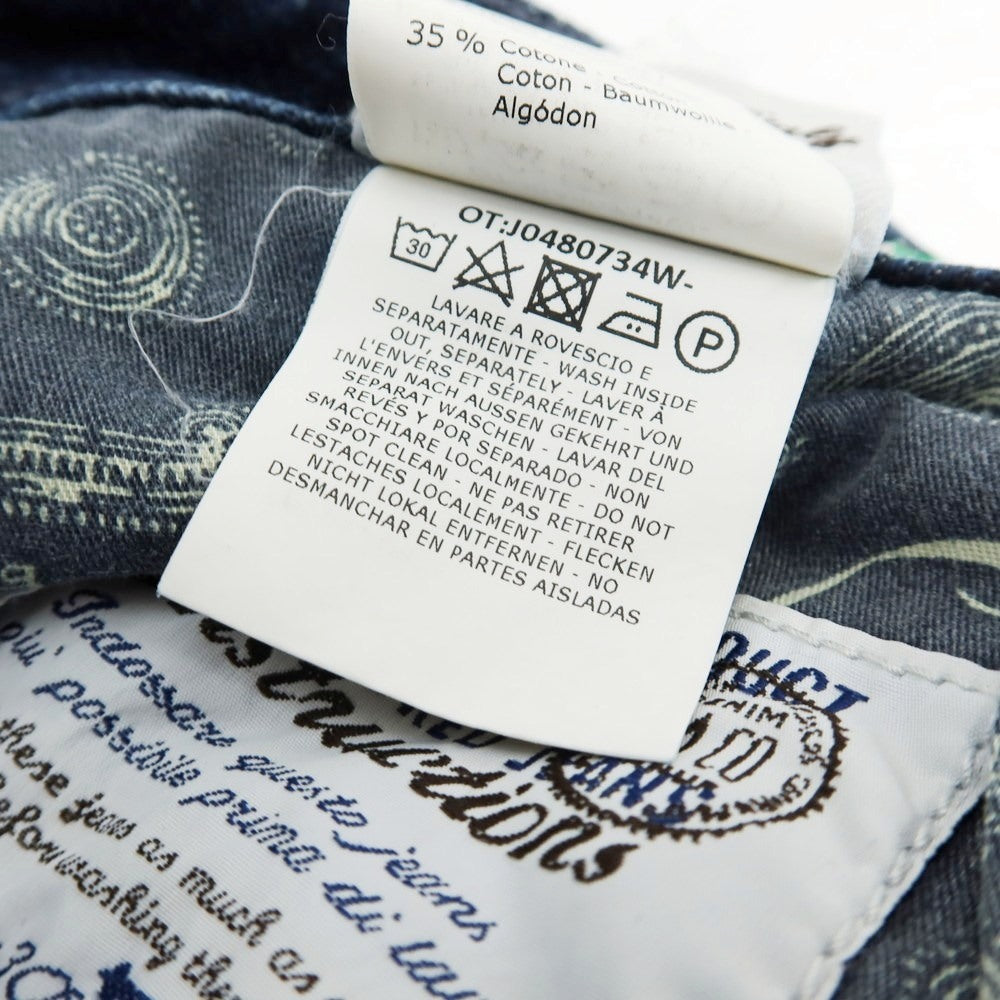 35 % Cotone -
Coton - Baumwolle
Algódon
OT:J0480734W-
30
P
LAVARE A ROVESCIO E
SEPARATAMENTE - WASH INSIDE
OUT, SEPARATELY - LAVER À
L'ENVERS ET SÉPARÉMENT - VON
INNEN NACH AUSSEN GEKEHRT UND
SEPARAT WASCHEN - LAVAR DEL
REVÉS Y POR SEPARADO - NON
SMACCHIARE LOCALMENTE - DO NOT
SPOT CLEAN - NE PAS RETIRER
LESTACHES LOCALEMENT - FLECKEN
NICHT LOKAL ENTFERNEN - NO
DESMANCHAR EN PARTES AISLADAS
Indossare questo jeans
più possibile prima di
these jeans as much as
before washing